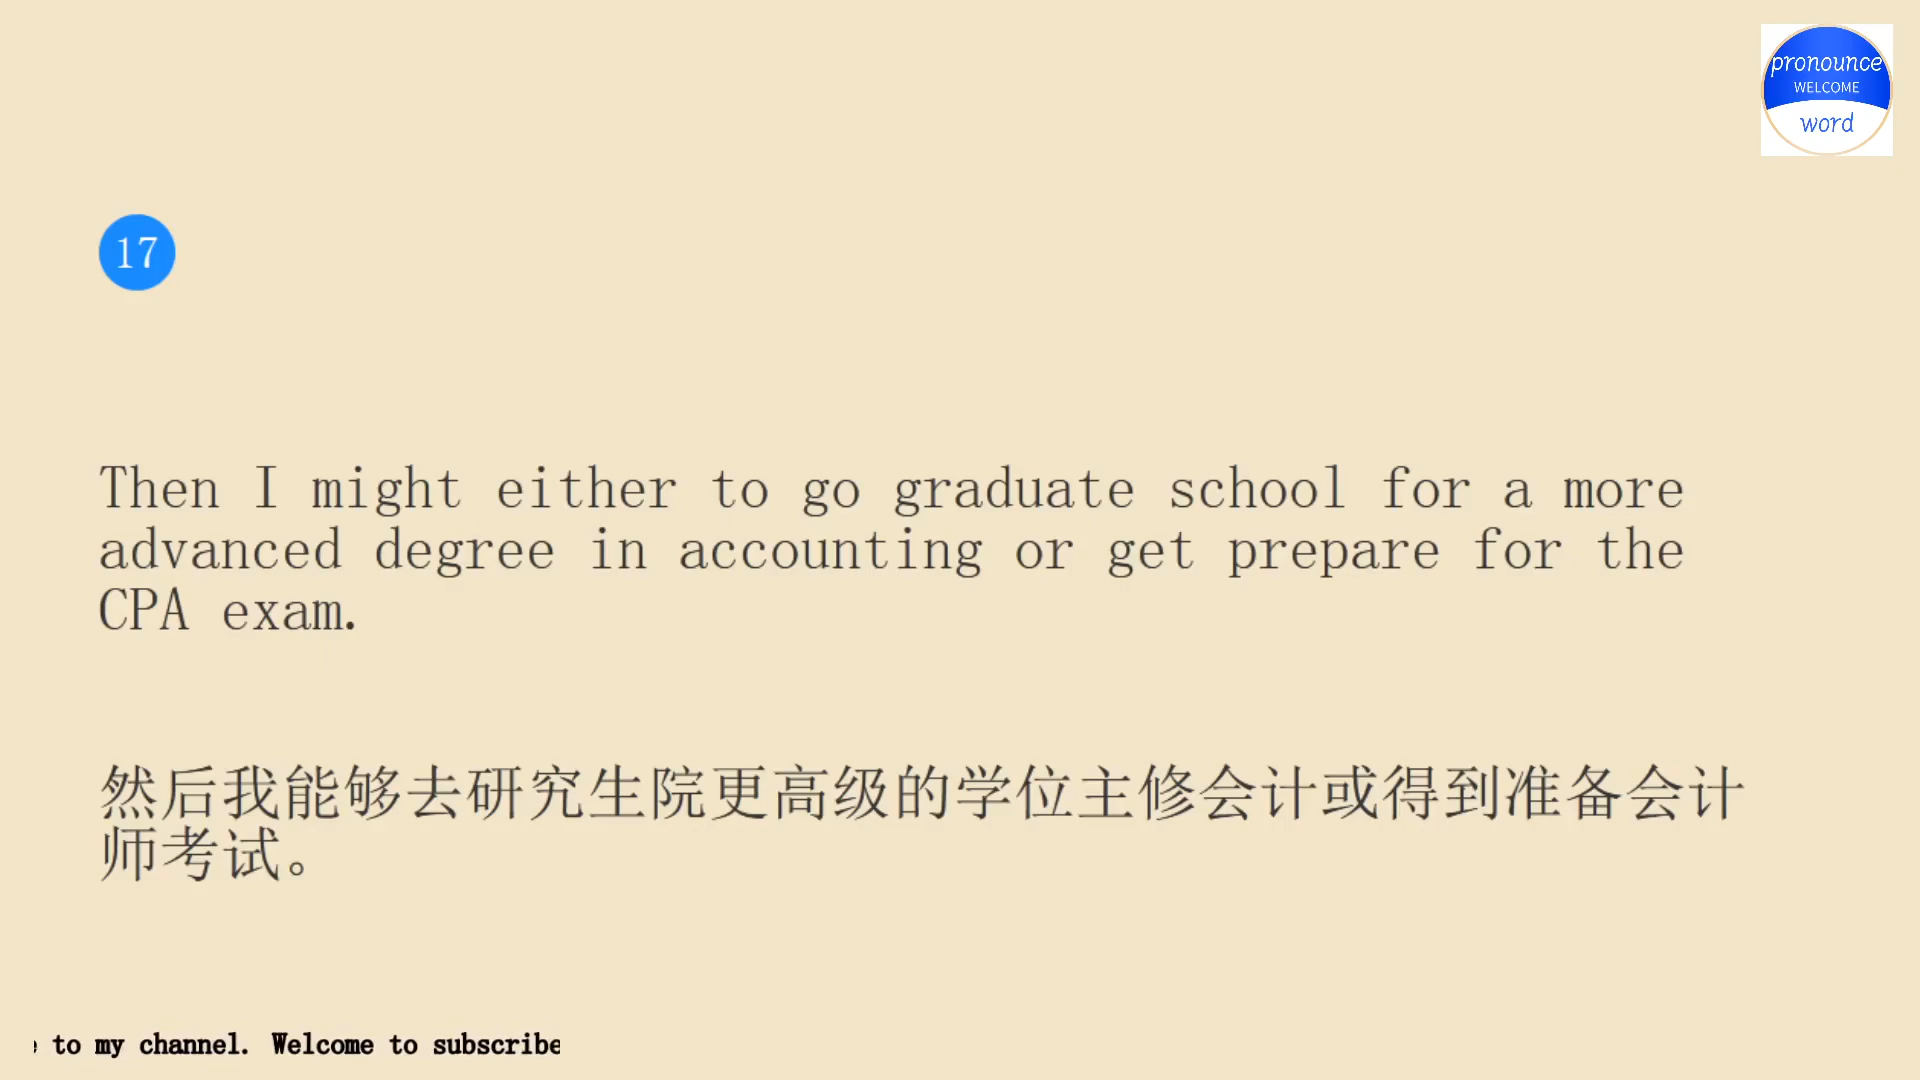 pronounce
WELCOME
word
17
Then I might either to go graduate school for a more
advanced degree in accounting or get prepare for the
CPA exam.
然后我能够去研究生院更高级的学位主修会计或得到准备会计
师考试。
to my channel. Welcome to subscribe